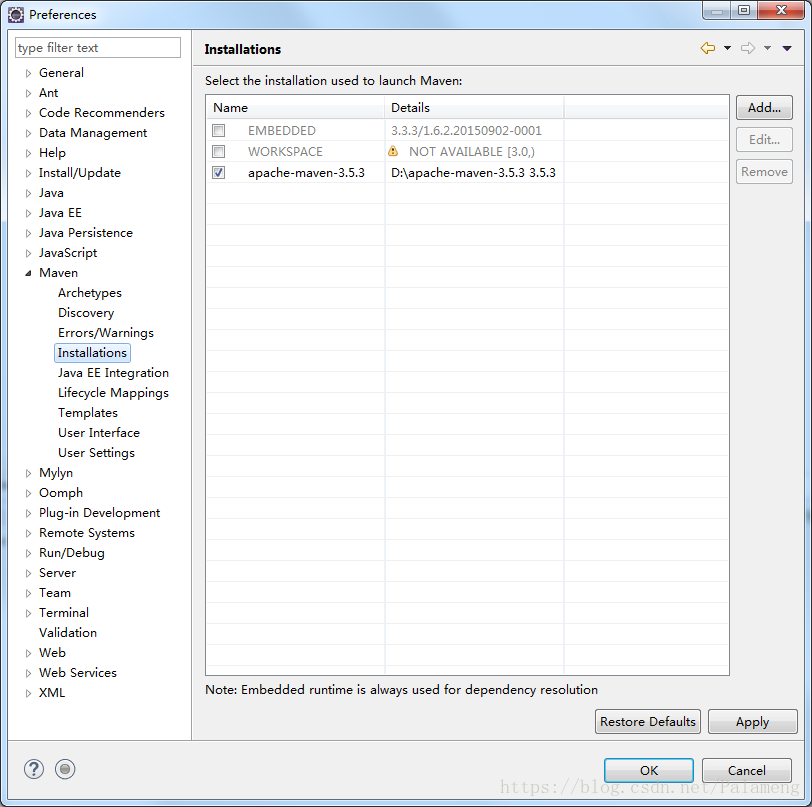 Preferences
type filter text
General
Ant
Code Recommenders
Data Management
Help
Install/Update
Java
Java EE
Java Persistence
JavaScript
Maven
Archetypes
Discovery
Errors/Warnings
Installations
Java EE Integration
Lifecycle Mappings
Templates
User Interface
User Settings
Mylyn
Oomph
Plug-in Development
Remote Systems
Run/Debug
Server
Team
Terminal
Validation
Web
Web Services
XML
Installations
Select the installation used to launch Maven:
Name Details
EMBEDDED 3.3.3/1.6.2.20150902-0001
WORKSPACE NOT AVAILABLE [3.0,)
apache-maven-3.5.3 D:\apache-maven-3.5.3 3.5.3
Add...
Edit...
Remove
Note: Embedded runtime is always used for dependency resolution
Restore Defaults Apply
OK Cancel
https://blog.csdn.net/Palameng